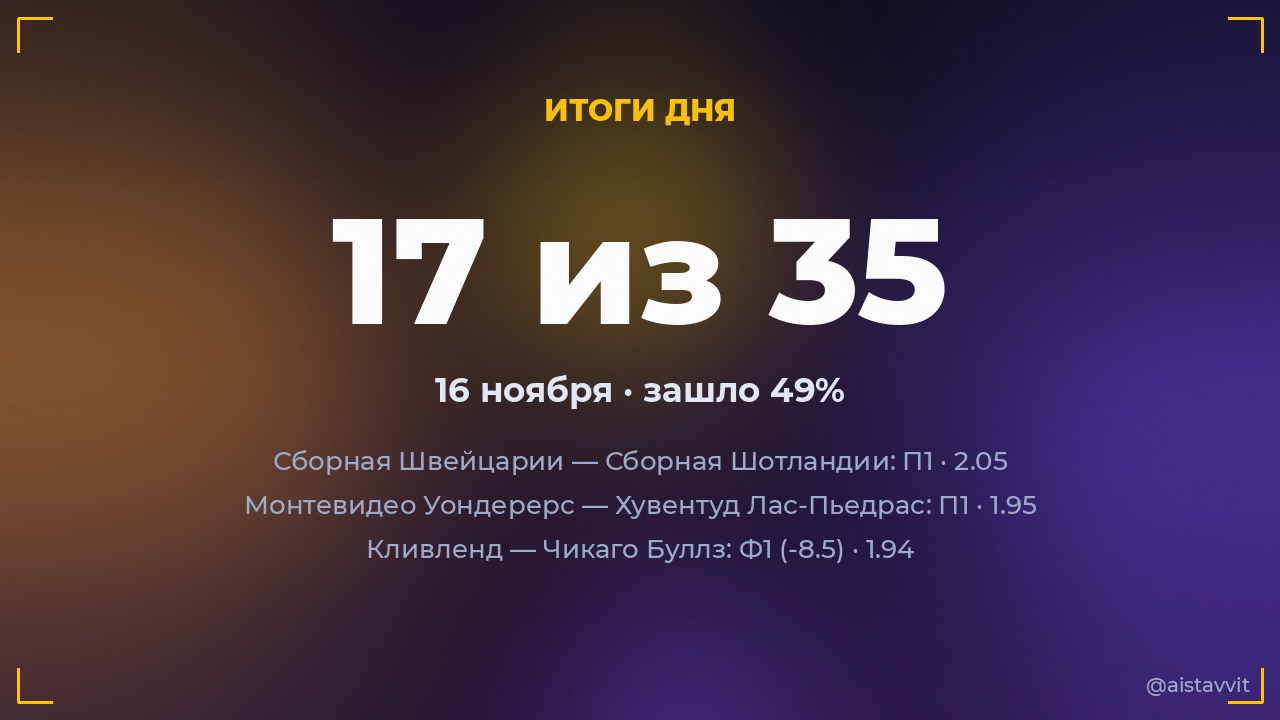 ИТОГИ ДНЯ
17 из 35
16 ноября · зашло 49%
Сборная Швейцарии — Сборная Шотландии: П1 · 2.05
Монтевидео Уондерерс — Хувентуд Лас-Пьедрас: П1 · 1.95
Кливленд — Чикаго Буллз: Ф1 (-8.5) · 1.94
@aistavvit